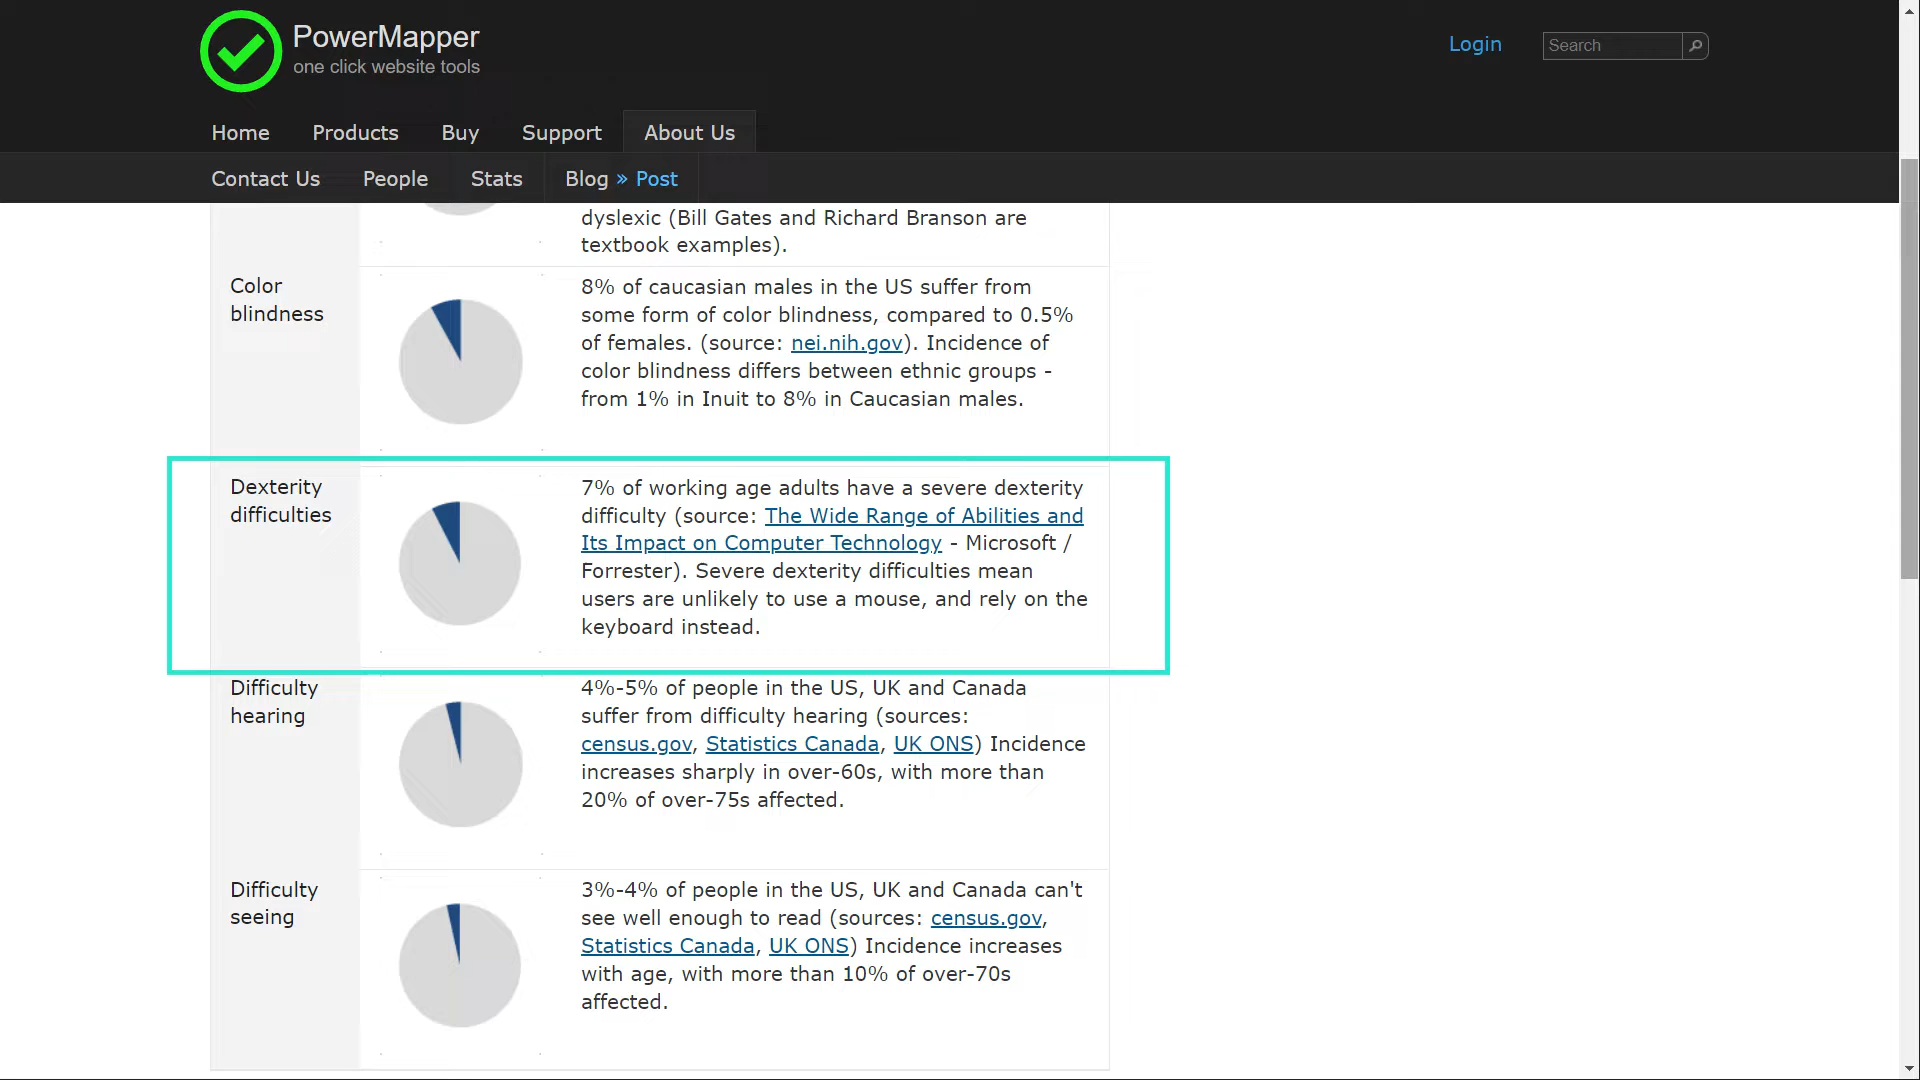 PowerMapper
one click website tools
Login
Search
Home Products Buy Support About Us
Contact Us People Stats Blog » Post
dyslexic (Bill Gates and Richard Branson are
textbook examples).
Color
blindness
8% of caucasian males in the US suffer from
some form of color blindness, compared to 0.5%
of females. (source: nei.nih.gov). Incidence of
color blindness differs between ethnic groups -
from 1% in Inuit to 8% in Caucasian males.
Dexterity
difficulties
7% of working age adults have a severe dexterity
difficulty (source: The Wide Range of Abilities and
Its Impact on Computer Technology - Microsoft /
Forrester). Severe dexterity difficulties mean
users are unlikely to use a mouse, and rely on the
keyboard instead.
Difficulty
hearing
4%-5% of people in the US, UK and Canada
suffer from difficulty hearing (sources:
census.gov, Statistics Canada, UK ONS) Incidence
increases sharply in over-60s, with more than
20% of over-75s affected.
Difficulty
seeing
3%-4% of people in the US, UK and Canada can't
see well enough to read (sources: census.gov,
Statistics Canada, UK ONS) Incidence increases
with age, with more than 10% of over-70s
affected.